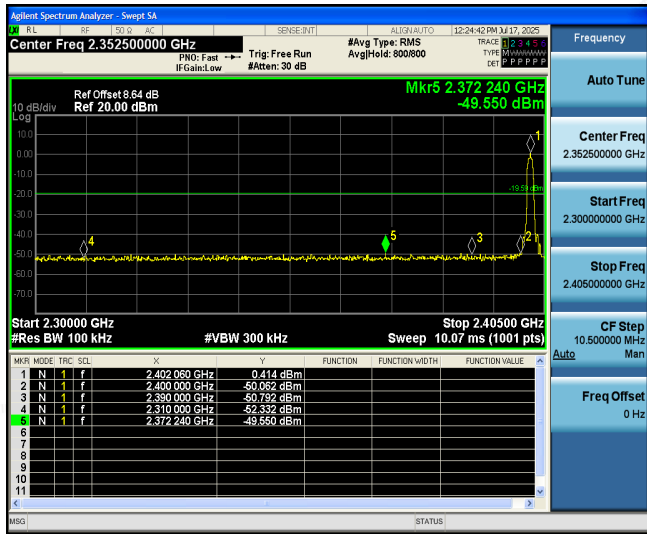 Agilent Spectrum Analyzer - Swept SA
RL RF 50 Ω AC SENSE:INT ALIGN AUTO 12:24:42 PM Jul 17, 2025
Center Freq 2.352500000 GHz
PNO: Fast
IFGain:Low
Trig: Free Run
#Atten: 30 dB
#Avg Type: RMS
Avg|Hold: 800/800
TRACE 1 2 3 4 5 6
TYPE M W W W W W
DET P P P P P P
Mkr5 2.372 240 GHz
-49.550 dBm
Ref Offset 8.64 dB
10 dB/div Ref 20.00 dBm
Log
10.0
0.00
-10.0
-20.0
-30.0
-40.0
-50.0
-60.0
-70.0
1
-19.59 dBm
4
5
3
2
Start 2.30000 GHz Stop 2.40500 GHz
#Res BW 100 kHz #VBW 300 kHz Sweep 10.07 ms (1001 pts)
MKR MODE TRC SCL X Y FUNCTION FUNCTION WIDTH FUNCTION VALUE
1 N 1 f 2.402 060 GHz 0.414 dBm
2 N 1 f 2.400 000 GHz -50.062 dBm
3 N 1 f 2.390 000 GHz -50.792 dBm
4 N 1 f 2.310 000 GHz -52.332 dBm
5 N 1 f 2.372 240 GHz -49.550 dBm
6
7
8
9
10
11
MSG STATUS
Frequency
Auto Tune
Center Freq
2.352500000 GHz
Start Freq
2.300000000 GHz
Stop Freq
2.405000000 GHz
CF Step
10.500000 MHz
Auto Man
Freq Offset
0 Hz